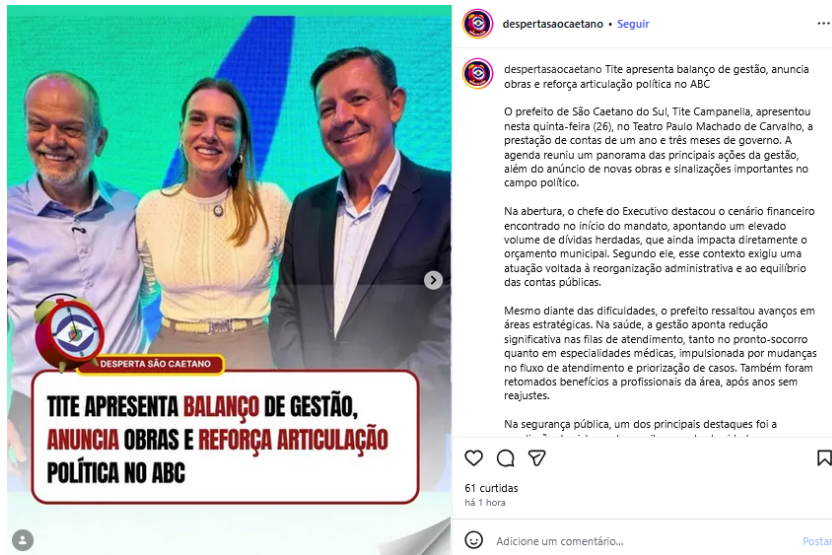 DESPERTA SÃO CAETANO
TITE APRESENTA BALANÇO DE GESTÃO,
ANUNCIA OBRAS E REFORÇA ARTICULAÇÃO
POLÍTICA NO ABC
despertasaocaetano • Seguir
despertasaocaetano Tite apresenta balanço de gestão, anuncia
obras e reforça articulação política no ABC
O prefeito de São Caetano do Sul, Tite Campanella, apresentou
nesta quinta-feira (26), no Teatro Paulo Machado de Carvalho, a
prestação de contas de um ano e três meses de governo. A
agenda reuniu um panorama das principais ações da gestão,
além do anúncio de novas obras e sinalizações importantes no
campo político.
Na abertura, o chefe do Executivo destacou o cenário financeiro
encontrado no início do mandato, apontando um elevado
volume de dívidas herdadas, que ainda impacta diretamente o
orçamento municipal. Segundo ele, esse contexto exigiu uma
atuação voltada à reorganização administrativa e ao equilíbrio
das contas públicas.
Mesmo diante das dificuldades, o prefeito ressaltou avanços em
áreas estratégicas. Na saúde, a gestão aponta redução
significativa nas filas de atendimento, tanto no pronto-socorro
quanto em especialidades médicas, impulsionada por mudanças
no fluxo de atendimento e priorização de casos. Também foram
retomados benefícios a profissionais da área, após anos sem
reajustes.
Na segurança pública, um dos principais destaques foi a
61 curtidas
há 1 hora
Adicione um comentário...
Postar